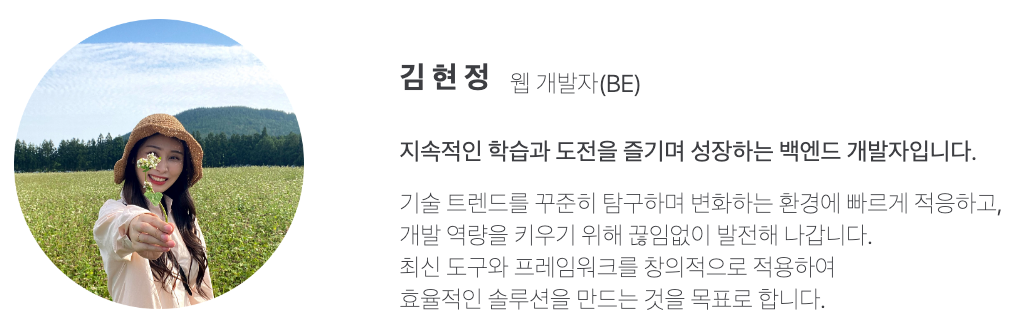 김 현 정 웹 개발자(BE)
지속적인 학습과 도전을 즐기며 성장하는 백엔드 개발자입니다.
기술 트렌드를 꾸준히 탐구하며 변화하는 환경에 빠르게 적응하고,
개발 역량을 키우기 위해 끊임없이 발전해 나갑니다.
최신 도구와 프레임워크를 창의적으로 적용하여
효율적인 솔루션을 만드는 것을 목표로 합니다.